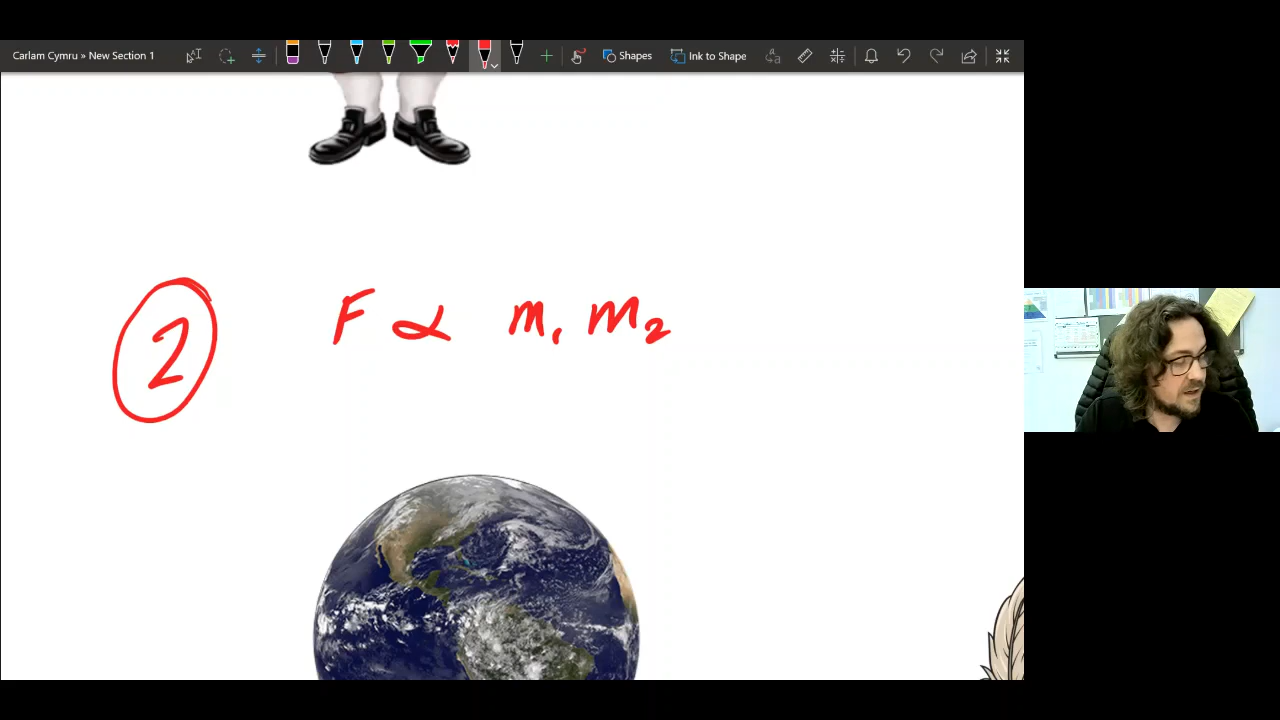 Carlam Cymru » New Section 1
Shapes
Ink to Shape
2
F ∝ m₁ m₂